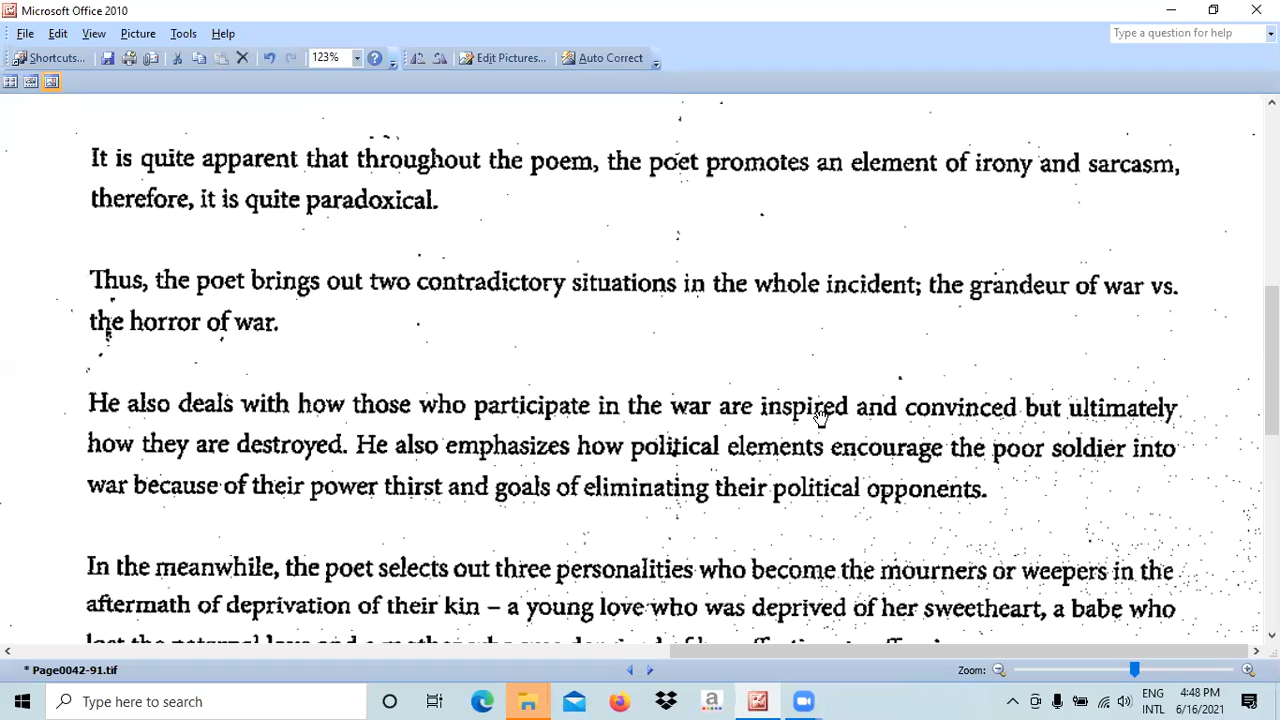 Microsoft Office 2010
File Edit View Picture Tools Help
Type a question for help
Shortcuts... 123% Edit Pictures... Auto Correct
It is quite apparent that throughout the poem, the poet promotes an element of irony and sarcasm,
therefore, it is quite paradoxical.
Thus, the poet brings out two contradictory situations in the whole incident; the grandeur of war vs.
the horror of war.
He also deals with how those who participate in the war are inspired and convinced but ultimately
how they are destroyed. He also emphasizes how political elements encourage the poor soldier into
war because of their power thirst and goals of eliminating their political opponents.
In the meanwhile, the poet selects out three personalities who become the mourners or weepers in the
aftermath of deprivation of their kin – a young love who was deprived of her sweetheart, a babe who
* Page0042-91.tif
Zoom:
Type here to search
ENG
INTL
4:48 PM
6/16/2021